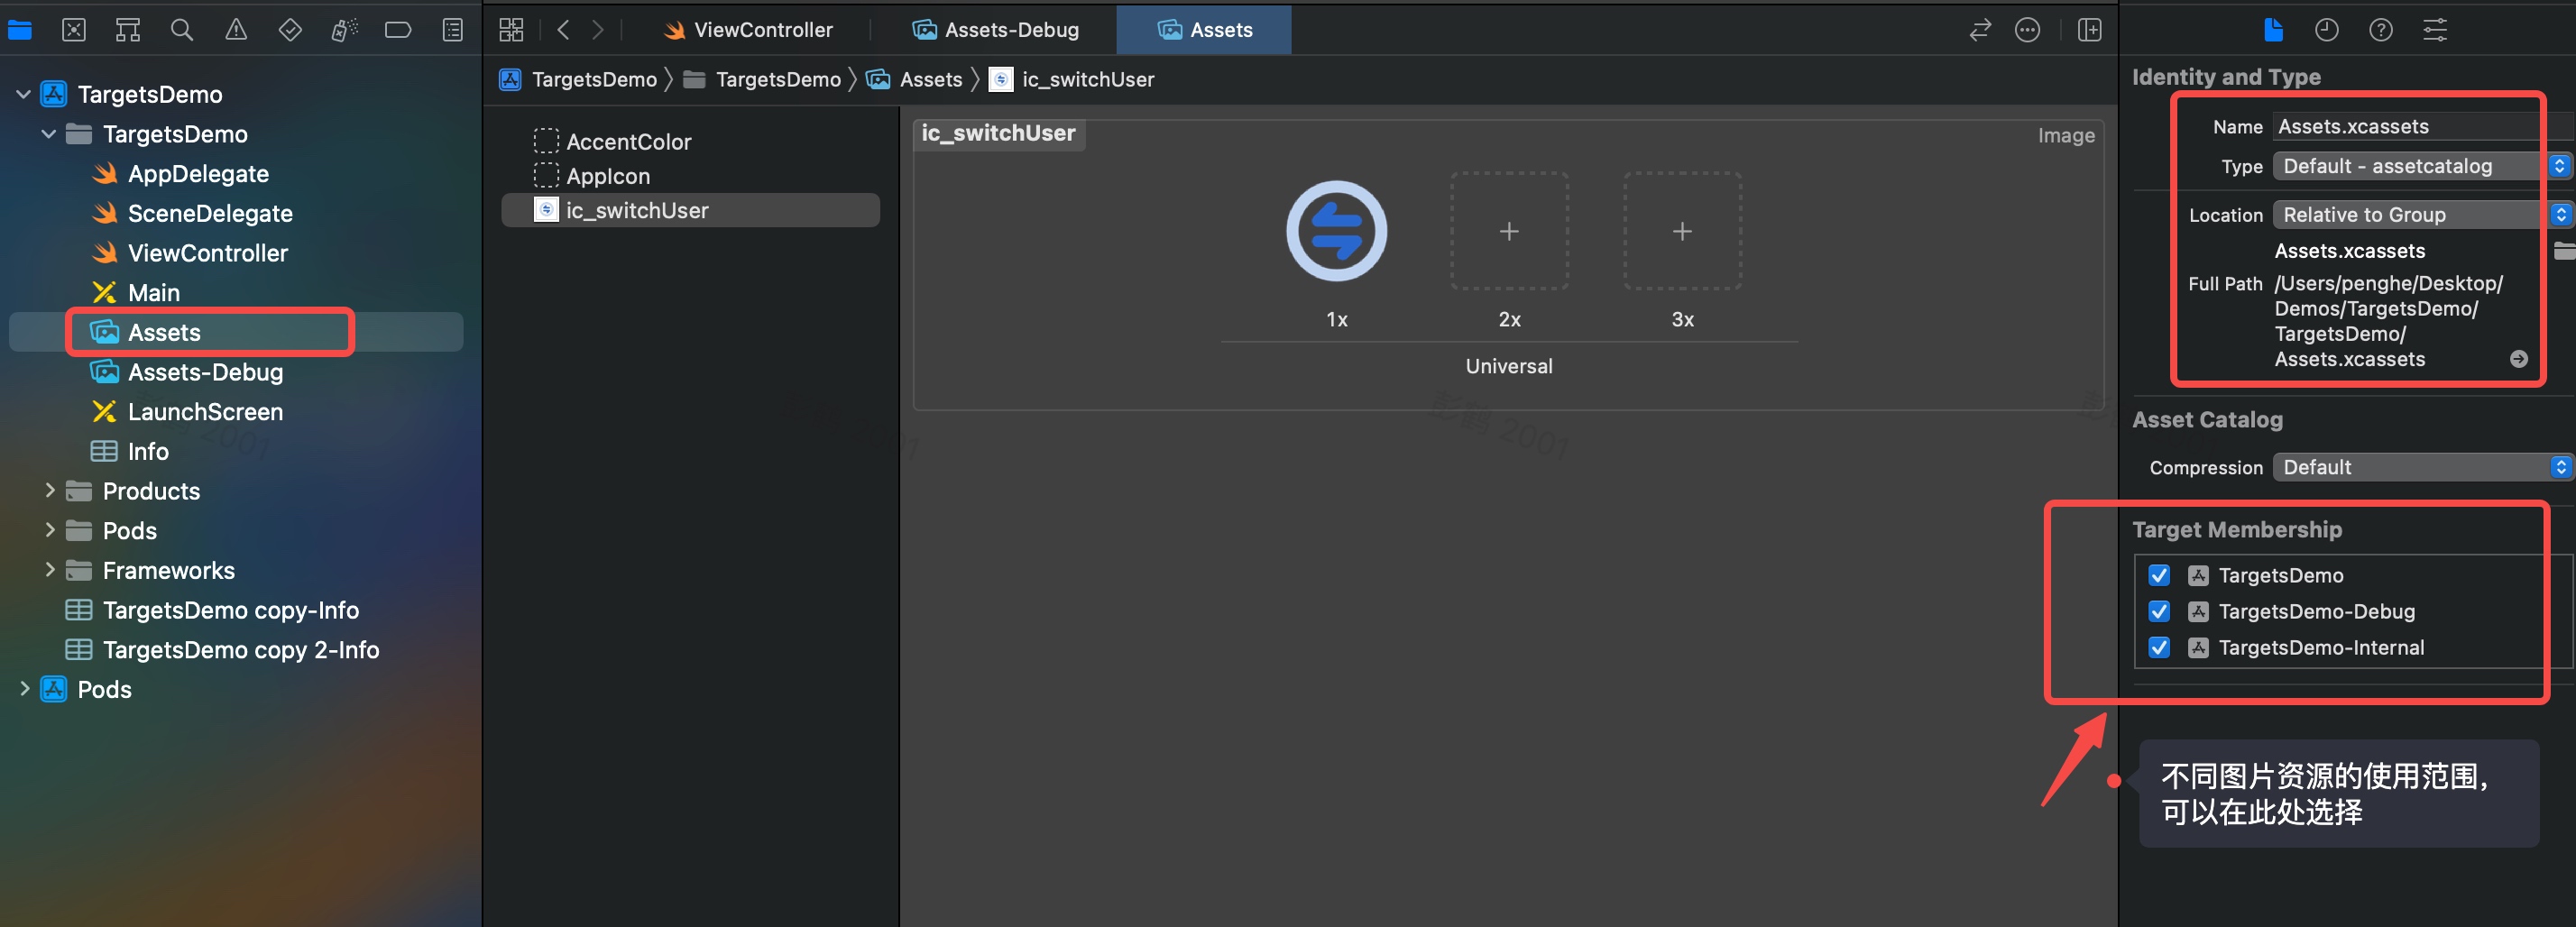 TargetsDemo
TargetsDemo
AppDelegate
SceneDelegate
ViewController
Main
Assets
Assets-Debug
LaunchScreen
Info
Products
Pods
Frameworks
TargetsDemo copy-Info
TargetsDemo copy 2-Info
Pods
ViewController
Assets-Debug
Assets
TargetsDemo
TargetsDemo
Assets
ic_switchUser
AccentColor
AppIcon
ic_switchUser
ic_switchUser
Image
1x
2x
3x
Universal
彭鹤 2001
Identity and Type
Name Assets.xcassets
Type Default - assetcatalog
Location Relative to Group
Assets.xcassets
Full Path /Users/penghe/Desktop/
Demos/TargetsDemo/
TargetsDemo/
Assets.xcassets
Asset Catalog
Compression Default
Target Membership
TargetsDemo
TargetsDemo-Debug
TargetsDemo-Internal
不同图片资源的使用范围，
可以在此处选择